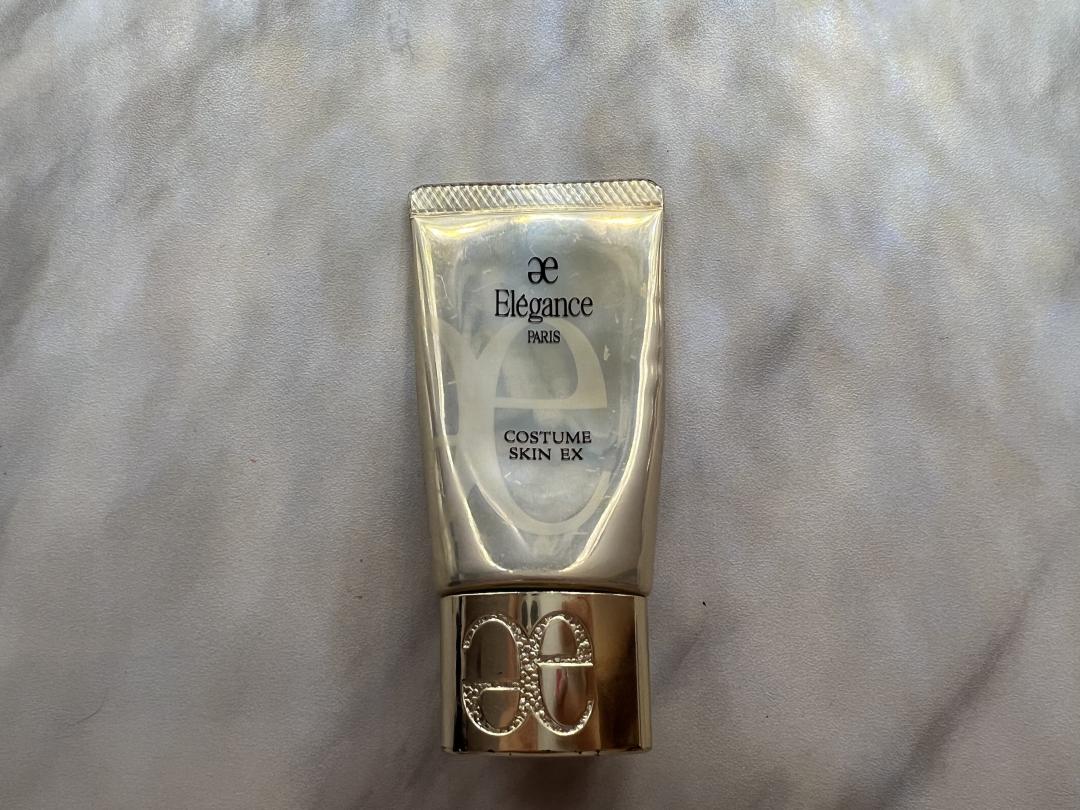 æ
Elégance
PARIS
COSTUME
SKIN EX